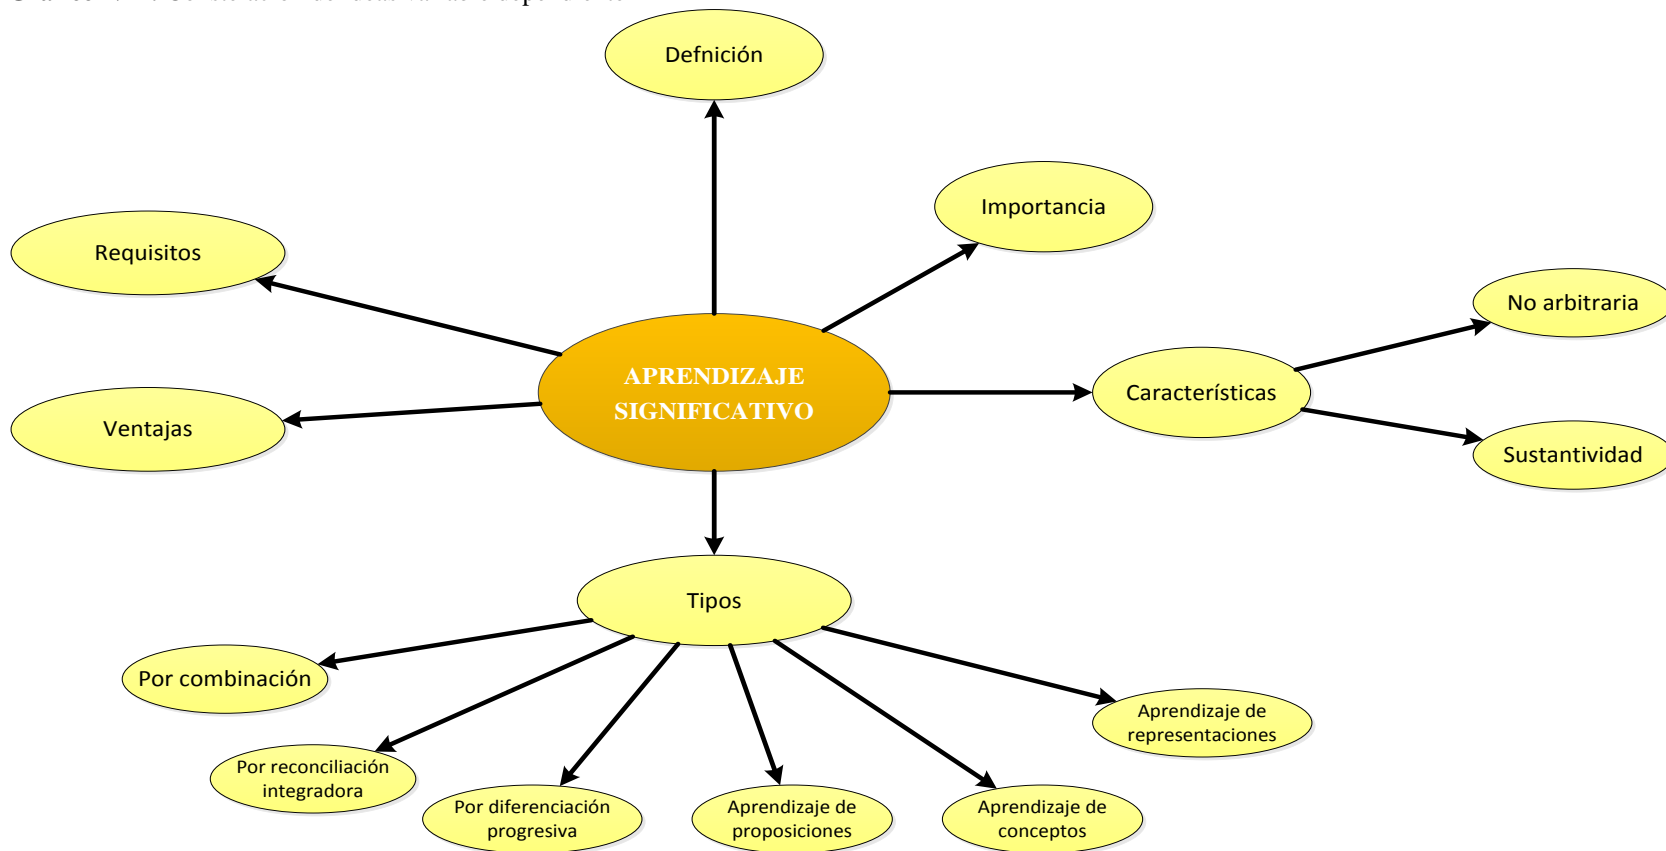 Defnición
Importancia
Requisitos
No arbitraria
APRENDIZAJE
SIGNIFICATIVO
Característícas
Ventajas
Sustantividad
Tipos
Por combinación
Aprendizaje de
representaciones
Por reconciliación
integradora
Por diferenciación
progresiva
Aprendizaje de
proposiciones
Aprendizaje de
conceptos